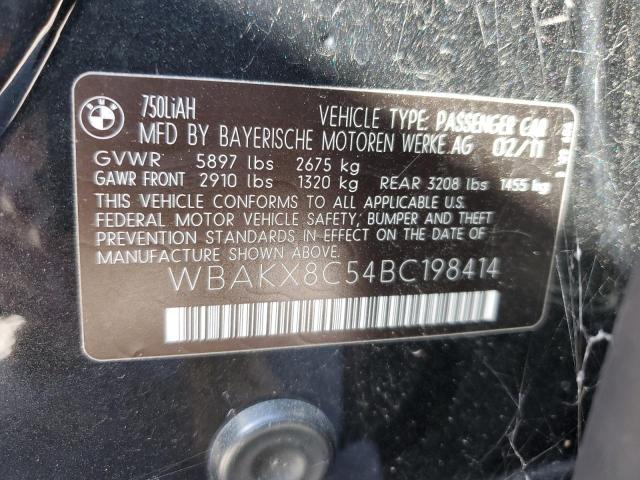 BMW
750LiAH
VEHICLE TYPE: PASSENGER CAR
MFD BY BAYERISCHE MOTOREN WERKE AG 02/11
GVWR 5897 lbs 2675 kg
GAWR FRONT 2910 lbs 1320 kg REAR 3208 lbs 1455 kg
THIS VEHICLE CONFORMS TO ALL APPLICABLE U.S.
FEDERAL MOTOR VEHICLE SAFETY, BUMPER AND THEFT
PREVENTION STANDARDS IN EFFECT ON THE DATE OF
MANUFACTURE SHOWN ABOVE.
WBAKX8C54BC198414